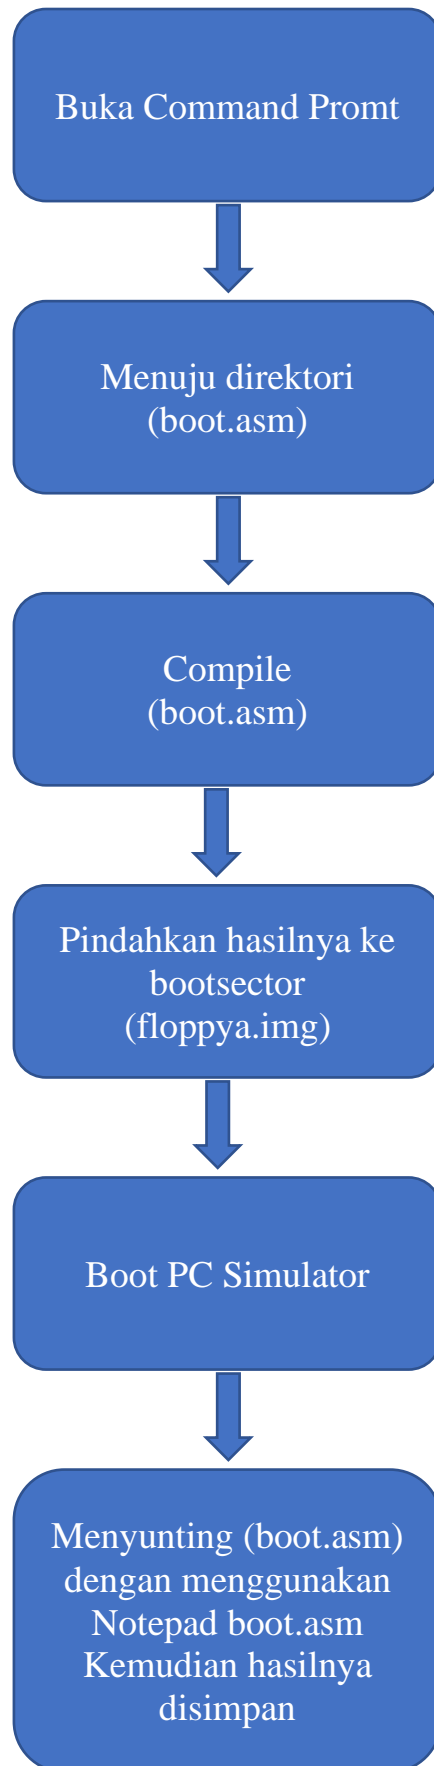 Buka Command Promt
Menuju direktori
(boot.asm)
Compile
(boot.asm)
Pindahkan hasilnya ke
bootsector
(floppya.img)
Boot PC Simulator
Menyunting (boot.asm)
dengan menggunakan
Notepad boot.asm
Kemudian hasilnya
disimpan